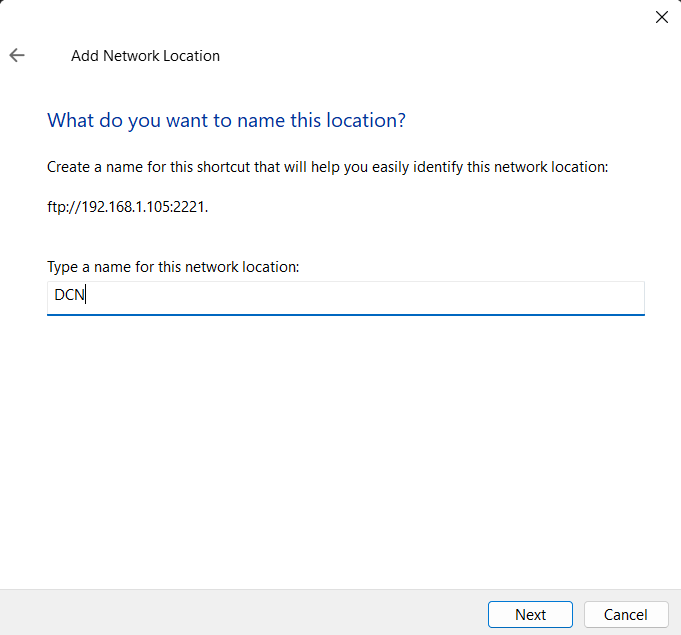 Add Network Location
What do you want to name this location?
Create a name for this shortcut that will help you easily identify this network location:
ftp://192.168.1.105:2221.
Type a name for this network location:
DCN
Next
Cancel